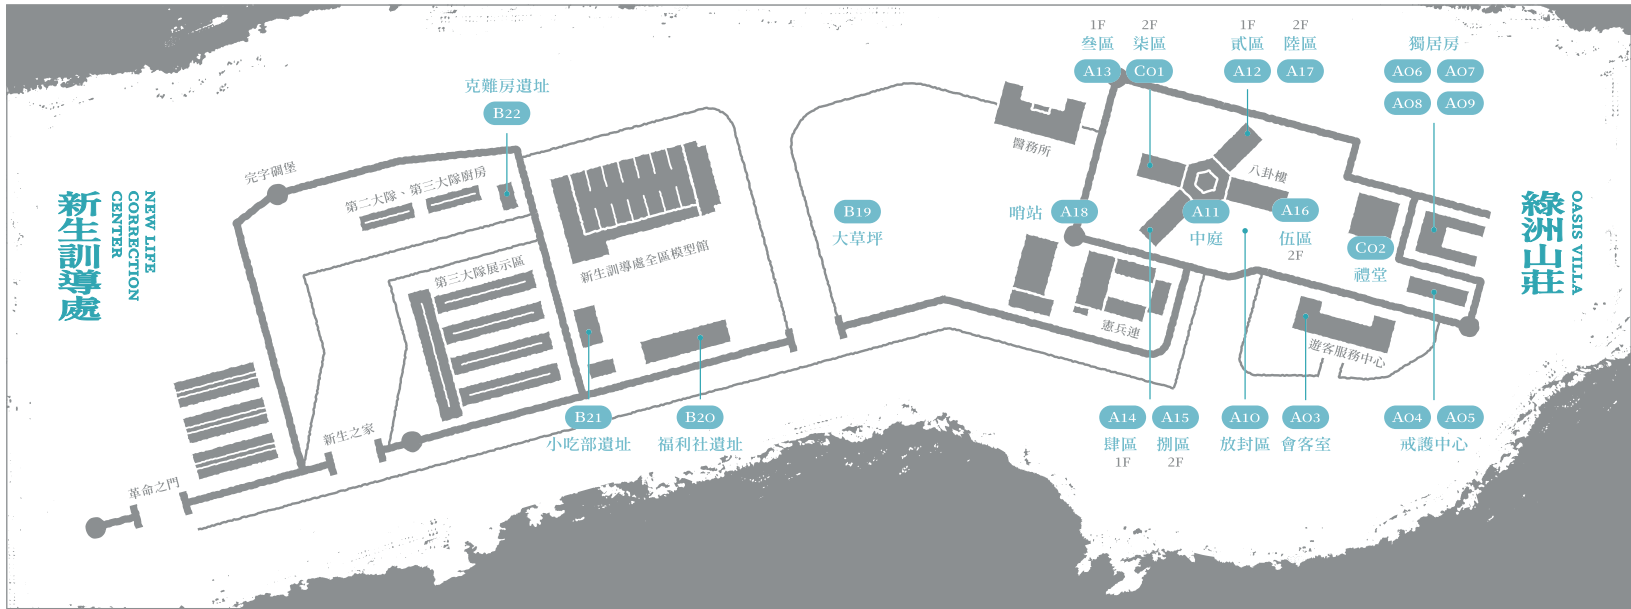 新生訓導處
NEW LIFE
CORRECTION
CENTER
完字碉堡
第二大隊、第三大隊廚房
克難房遺址
B22
新生訓導處全區模型館
第三大隊展示區
新生之家
革命之門
B21
小吃部遺址
B20
福利社遺址
B19
大草坪
醫務所
1F
叄區
A13
2F
柒區
C01
1F
貳區
A12
2F
陸區
A17
獨居房
A06
A07
A08
A09
八卦樓
哨站
A18
A11
中庭
A16
伍區
2F
C02
禮堂
憲兵連
遊客服務中心
A14
肆區
1F
A15
捌區
2F
A10
放封區
A03
會客室
A04
A05
戒護中心
綠洲山莊
OASIS VILLA